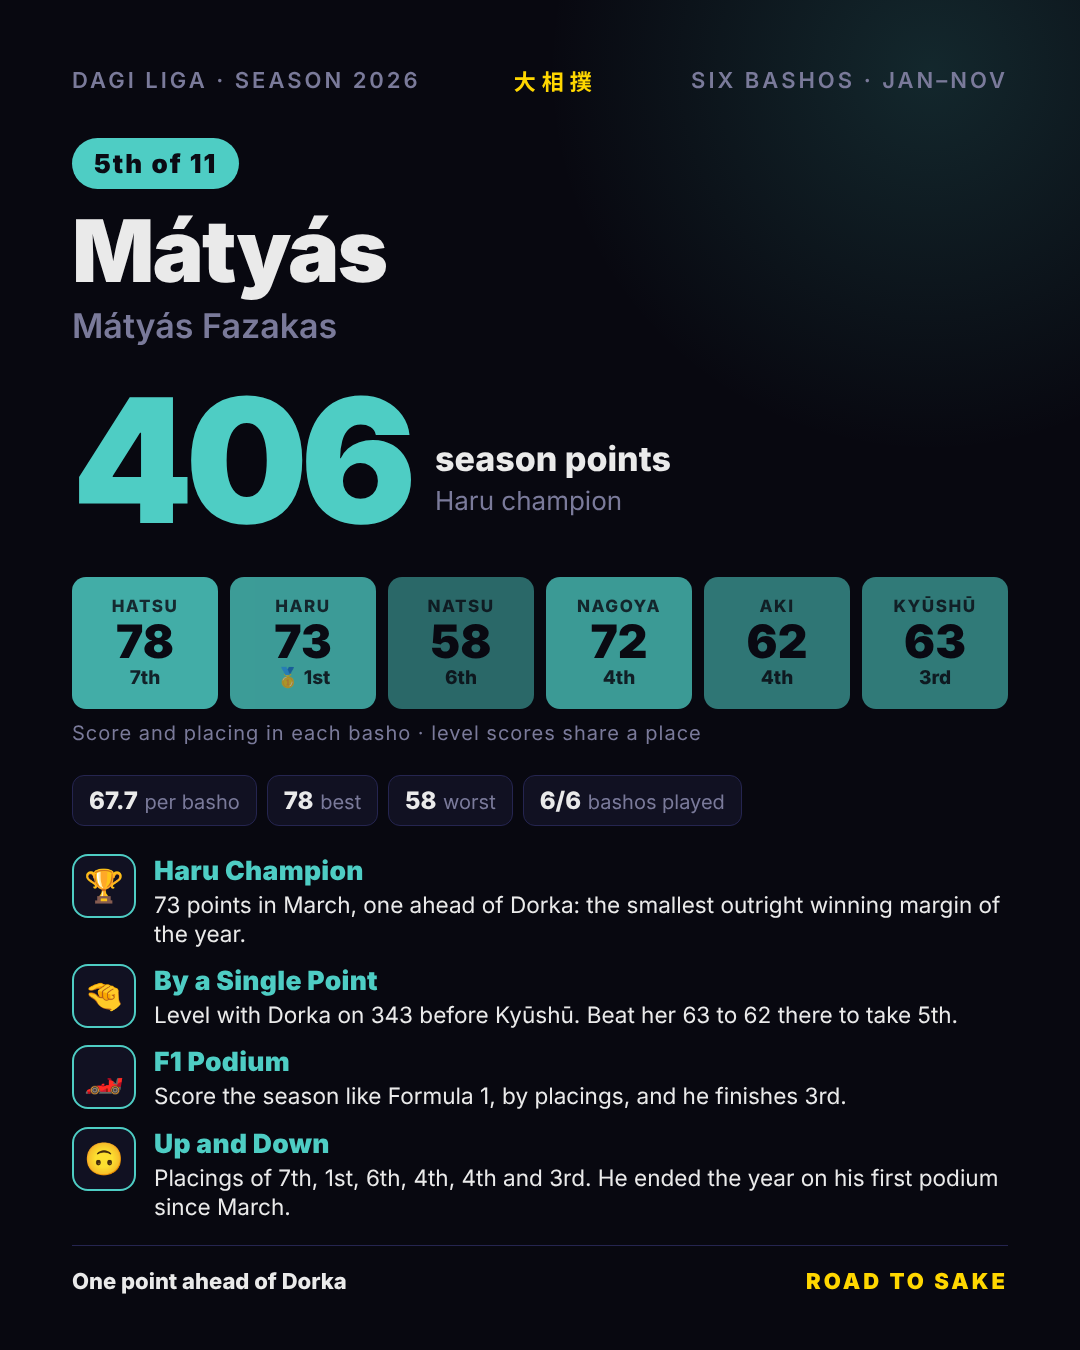 DAGI LIGA · SEASON 2026
大相撲
SIX BASHOS · JAN–NOV
5th of 11
Mátyás
Mátyás Fazakas
406
season points
Haru champion
HATSU
78
7th
HARU
73
🥇 1st
NATSU
58
6th
NAGOYA
72
4th
AKI
62
4th
KYŪSHŪ
63
3rd
Score and placing in each basho · level scores share a place
67.7 per basho
78 best
58 worst
6/6 bashos played
Haru Champion
73 points in March, one ahead of Dorka: the smallest outright winning margin of
the year.
By a Single Point
Level with Dorka on 343 before Kyūshū. Beat her 63 to 62 there to take 5th.
F1 Podium
Score the season like Formula 1, by placings, and he finishes 3rd.
Up and Down
Placings of 7th, 1st, 6th, 4th, 4th and 3rd. He ended the year on his first podium
since March.
One point ahead of Dorka
ROAD TO SAKE